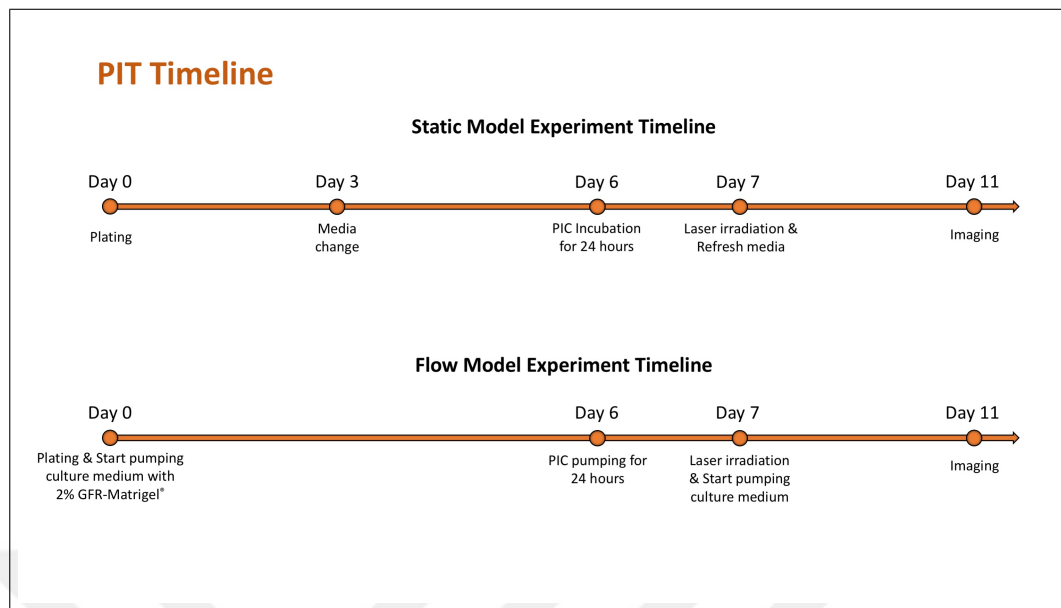 PIT Timeline
Static Model Experiment Timeline
Day 0
Day 3
Day 6
Day 7
Day 11
Plating
Media
change
PIC Incubation
for 24 hours
Laser irradiation &
Refresh media
Imaging
Flow Model Experiment Timeline
Day 0
Day 6
Day 7
Day 11
Plating & Start pumping
culture medium with
2% GFR-Matrigel®
PIC pumping for
24 hours
Laser irradiation
& Start pumping
culture medium
Imaging